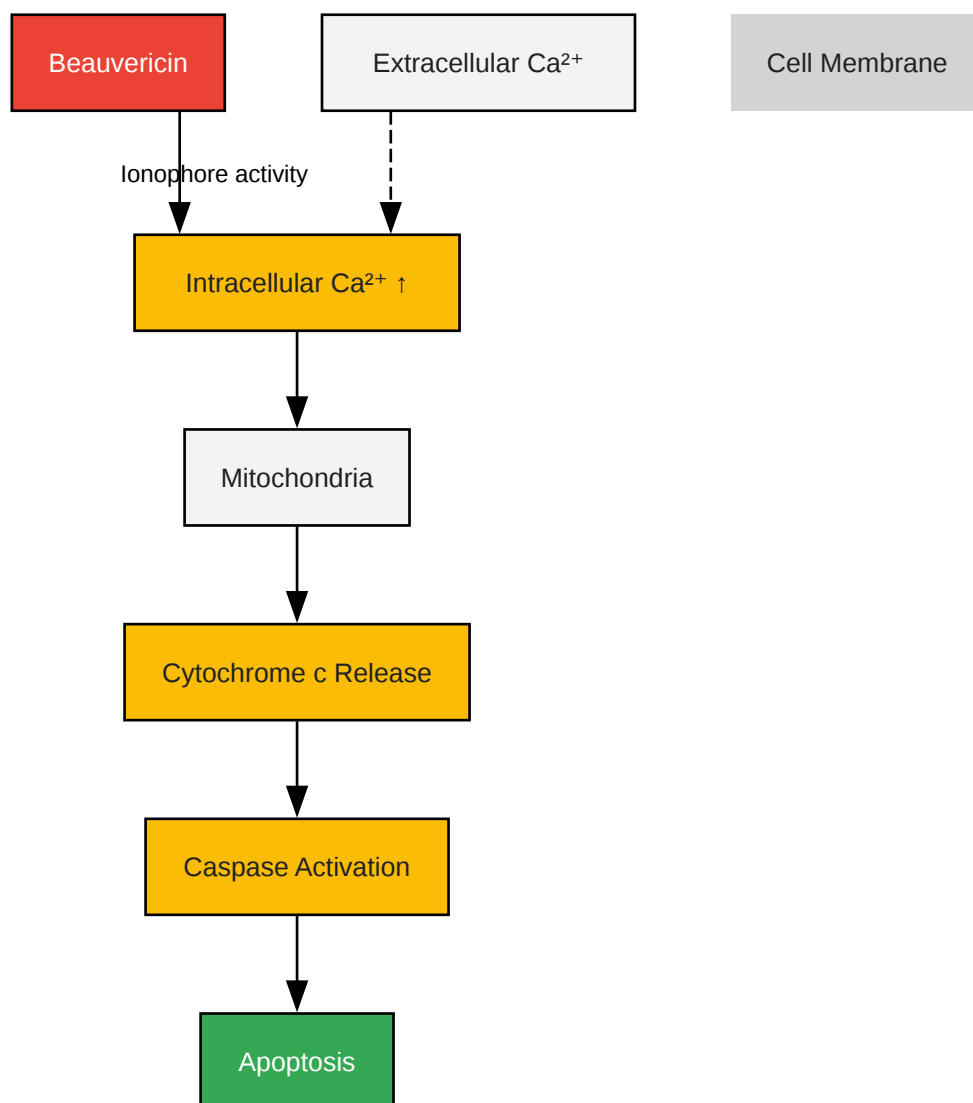 Beauvericin
Extracellular Ca²⁺
Cell Membrane
Ionophore activity
Intracellular Ca²⁺ ↑
Mitochondria
Cytochrome c Release
Caspase Activation
Apoptosis